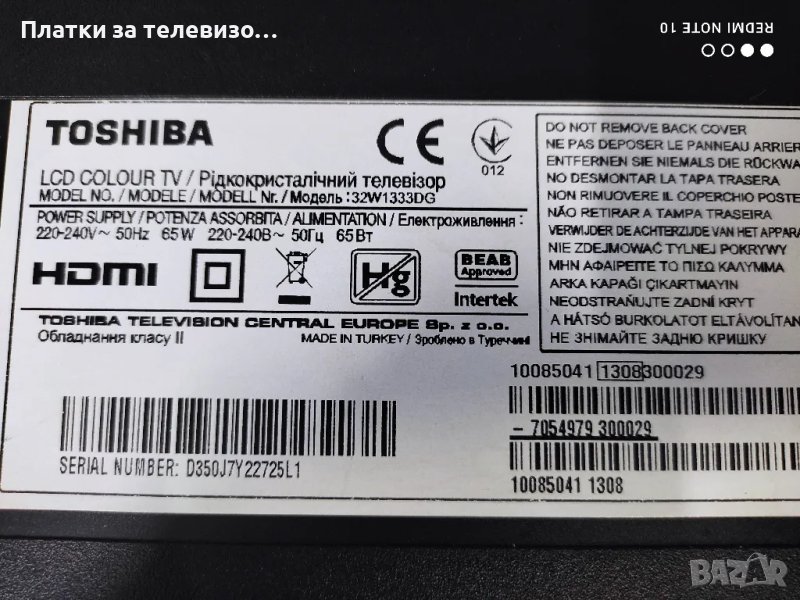 Платки за телевизо...
REDMI NOTE 10
TOSHIBA
CE
012
LCD COLOUR TV / Рідкокристалічний телевізор
MODEL NO. / MODELE / MODELL Nr. / Модель : 32W1333DG
POWER SUPPLY / POTENZA ASSORBITA / ALIMENTATION / Електроживлення :
220-240V~ 50Hz 65W 220-240В~ 50Гц 65Вт
HDMI
Hg
BEAB
Approved
Intertek
TOSHIBA TELEVISION CENTRAL EUROPE Sp. z o.o.
Обладнання класу II
MADE IN TURKEY / Зроблено в Туреччині
DO NOT REMOVE BACK COVER
NE PAS DEPOSER LE PANNEAU ARRIER
ENTFERNEN SIE NIEMALS DIE RÜCKWA
NO DESMONTAR LA TAPA TRASERA
NON RIMUOVERE IL COPERCHIO POSTE
NÃO RETIRAR A TAMPA TRASEIRA
VERWIJDER DE ACHTERZIJDE VAN HET APPARA
NIE ZDEJMOWAĆ TYLNEJ POKRYWY
ΜΗΝ ΑΦΑΙΡΕΙΤΕ ΤΟ ΠΙΣΩ ΚΑΛΥΜΜΑ
ARKA KAPAĞI ÇIKARTMAYIN
NEODSTRAŇUJTE ZADNÍ KRYT
A HÁTSÓ BURKOLATOT ELTÁVOLÍTAN
НЕ ЗНІМАЙТЕ ЗАДНЮ КРИШКУ
10085041 1308 300029
- 7054979 300029
10085041 1308
SERIAL NUMBER: D350J7Y22725L1
BAZAR